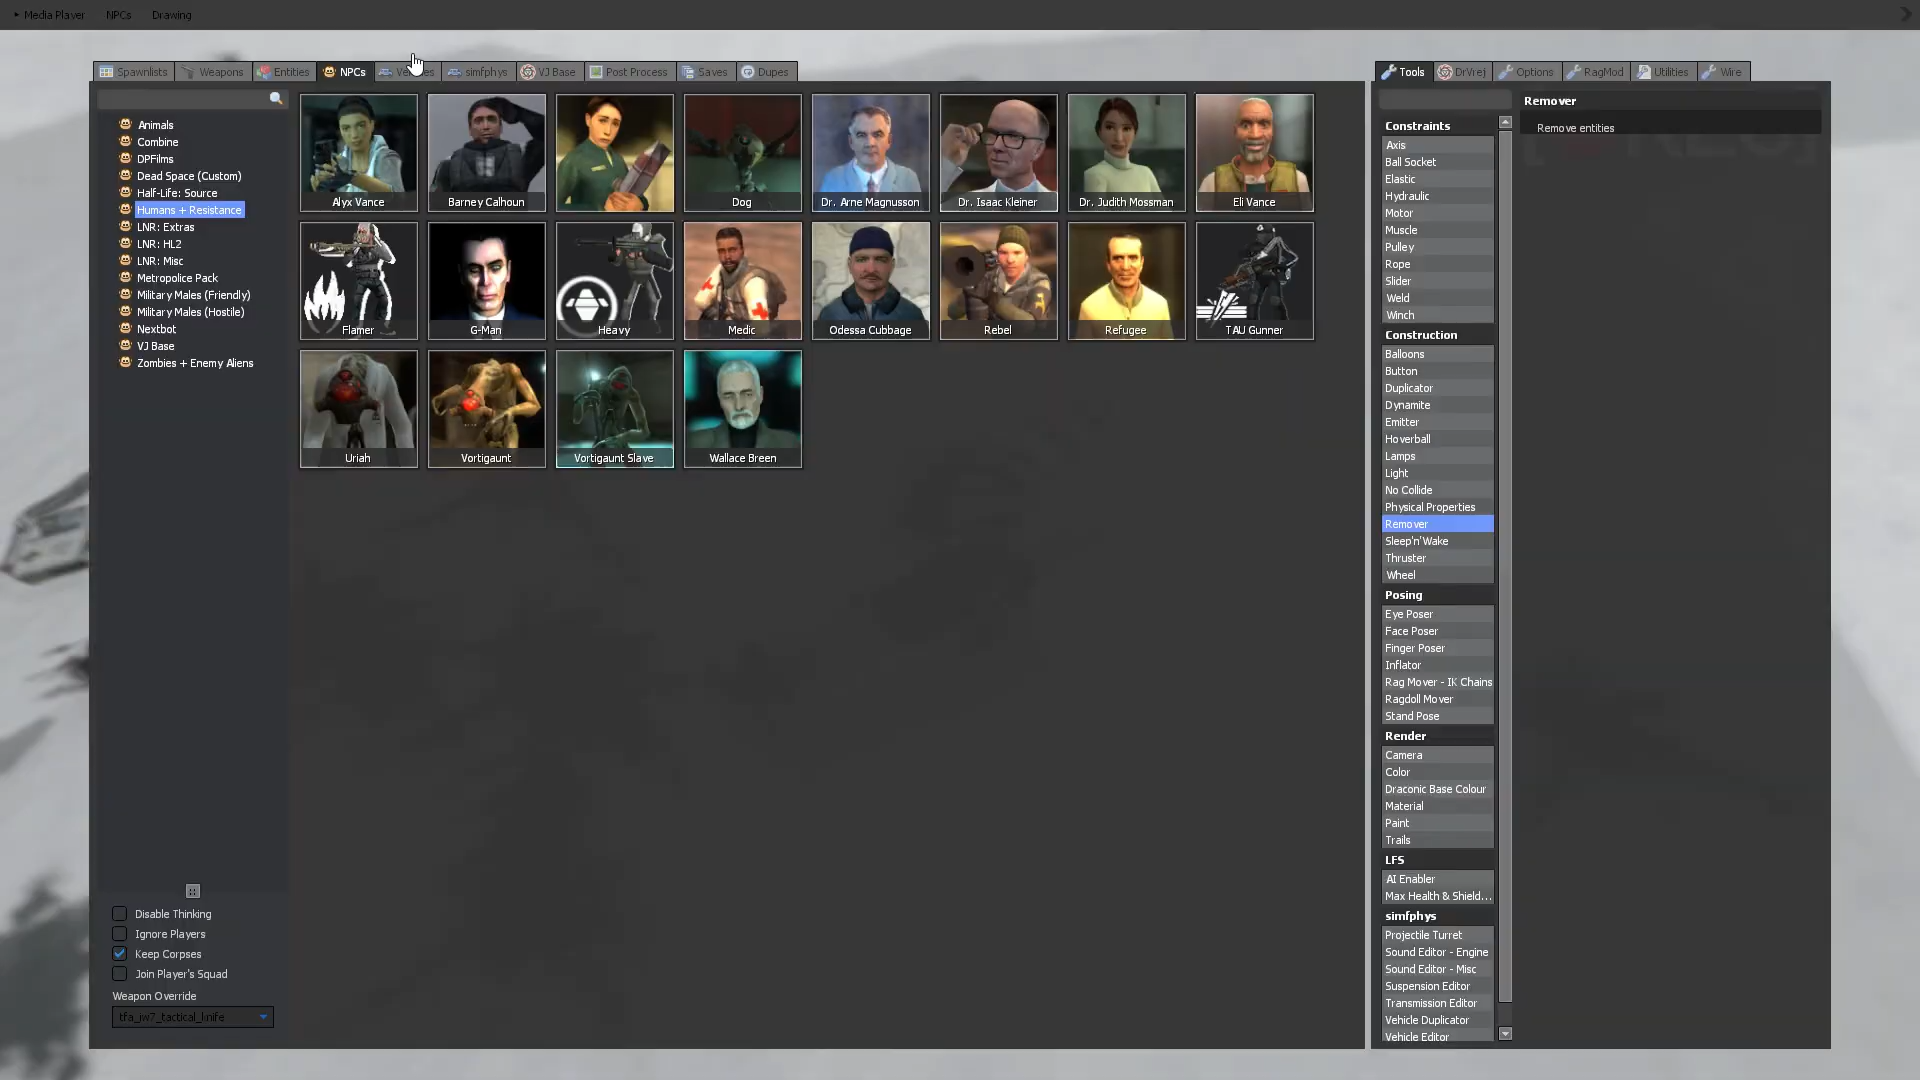 Media Player NPCs Drawing
Spawnlists Weapons Entities NPCs simfphys VJ Base Post Process Saves Dupes
Tools DrVrej Options RagMod Utilities Wire
Animals
Combine
DPFilms
Dead Space (Custom)
Half-Life: Source
Humans + Resistance
LNR: Extras
LNR: HL2
LNR: Misc
Metropolice Pack
Military Males (Friendly)
Military Males (Hostile)
Nextbot
VJ Base
Zombies + Enemy Aliens
Disable Thinking
Ignore Players
Keep Corpses
Join Player's Squad
Weapon Override
tfa_iw7_tactical_knife
Alyx Vance Barney Calhoun Dog Dr. Arne Magnusson Dr. Isaac Kleiner Dr. Judith Mossman Eli Vance
Flamer G-Man Heavy Medic Odessa Cubbage Rebel Refugee TAU Gunner
Uriah Vortigaunt Vortigaunt Slave Wallace Breen
Constraints
Axis
Ball Socket
Elastic
Hydraulic
Motor
Muscle
Pulley
Rope
Slider
Weld
Winch
Construction
Balloons
Button
Duplicator
Dynamite
Emitter
Hoverball
Lamps
Light
No Collide
Physical Properties
Remover
Sleep'n'Wake
Thruster
Wheel
Posing
Eye Poser
Face Poser
Finger Poser
Inflator
Rag Mover - IK Chains
Ragdoll Mover
Stand Pose
Render
Camera
Color
Draconic Base Colour
Material
Paint
Trails
LFS
AI Enabler
Max Health & Shield...
simfphys
Projectile Turret
Sound Editor - Engine
Sound Editor - Misc
Suspension Editor
Transmission Editor
Vehicle Duplicator
Vehicle Editor
Remover
Remove entities